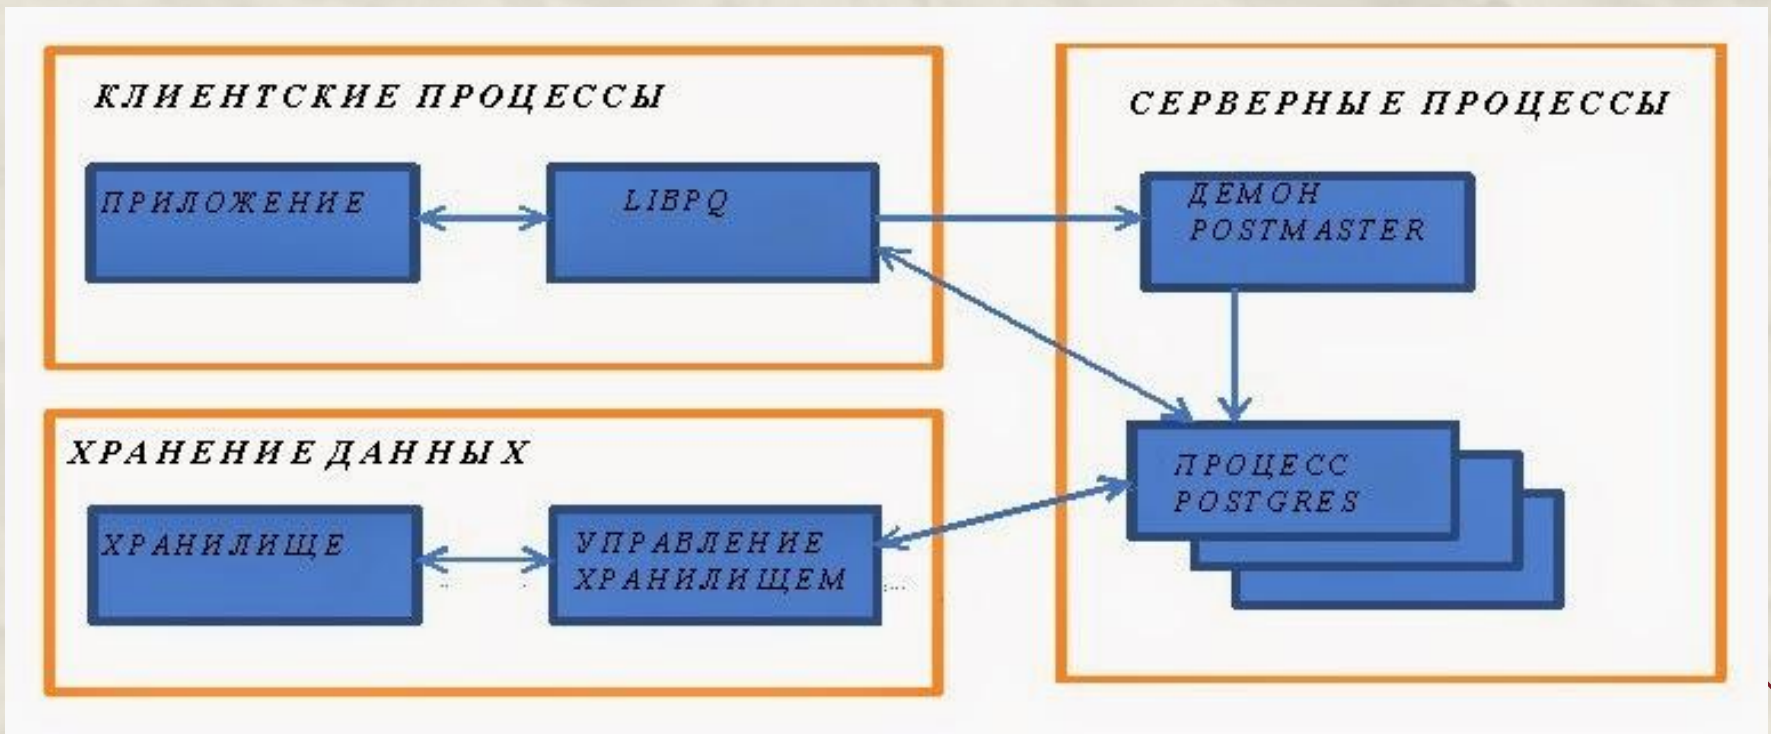 КЛИЕНТСКИЕ ПРОЦЕССЫ
ПРИЛОЖЕНИЕ
LIBPQ
СЕРВЕРНЫЕ ПРОЦЕССЫ
ДЕМОН
POSTMASTER
ПРОЦЕСС
POSTGRES
ХРАНЕНИЕ ДАННЫХ
ХРАНИЛИЩЕ
УПРАВЛЕНИЕ
ХРАНИЛИЩЕМ